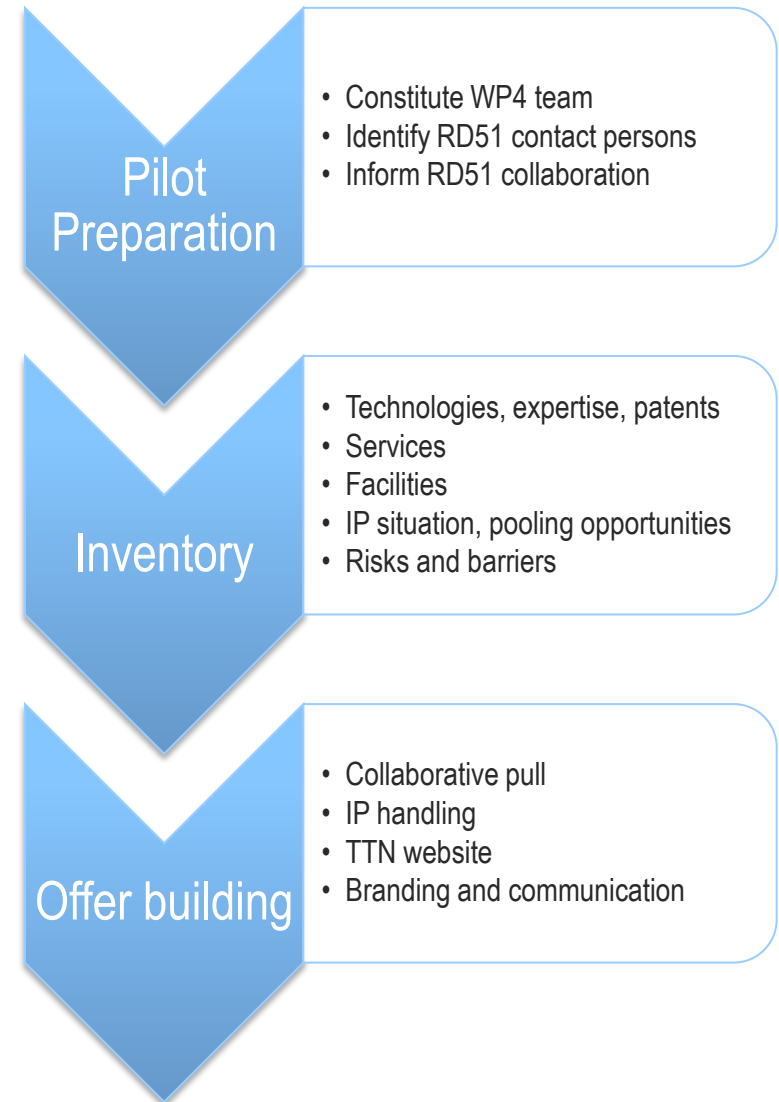 Pilot
Preparation
• Constitute WP4 team
• Identify RD51 contact persons
• Inform RD51 collaboration
Inventory
• Technologies, expertise, patents
• Services
• Facilities
• IP situation, pooling opportunities
• Risks and barriers
Offer building
• Collaborative pull
• IP handling
• TTN website
• Branding and communication